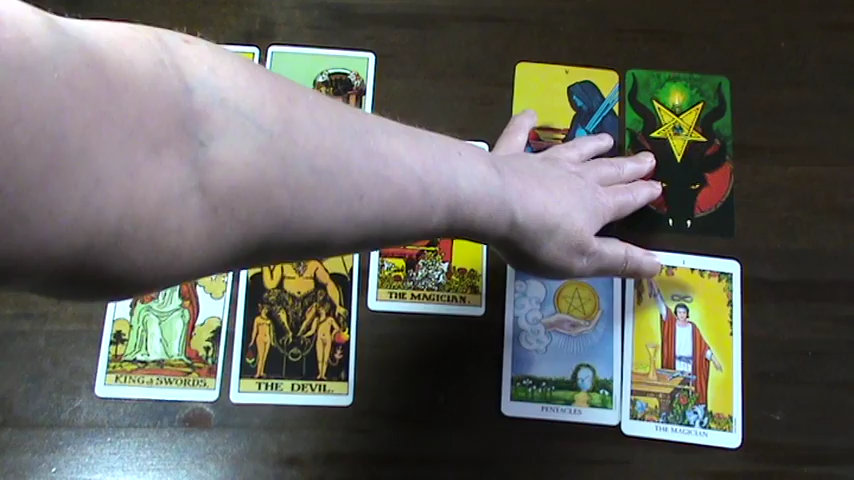 V
I
THE MAGICIAN.
KING of SWORDS.
THE DEVIL.
PENTACLES
THE MAGICIAN.